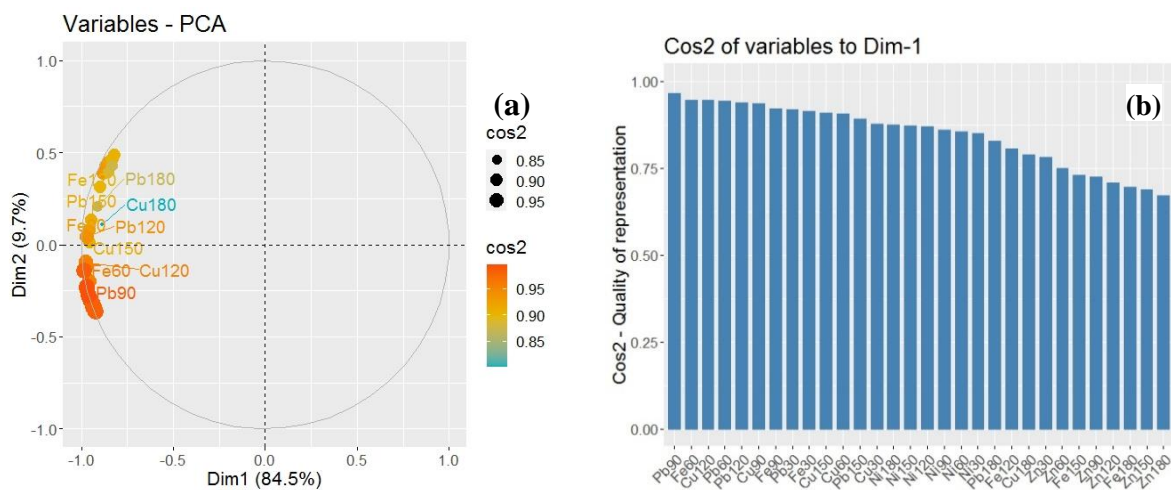 Variables - PCA
(a)
1.0
0.5
0.0
-0.5
-1.0
Dim2 (9.7%)
Pb180
Pb150
Cu180
Pb120
Cu150
Fe60
Cu120
Pb90
-1.0
-0.5
0.0
0.5
1.0
Dim1 (84.5%)
cos2
0.85
0.90
0.95
cos2
0.95
0.90
0.85
Cos2 of variables to Dim-1
(b)
1.00
0.75
0.50
0.25
0.00
Cos2 - Quality of representation
Pb90
Fe60
Cu120
Pb60
Pb120
Cu90
Fe90
Pb30
Fe30
Cu150
Cu60
Pb150
Cu30
Ni180
Ni150
Ni120
Ni90
Ni60
Ni30
Pb180
Fe120
Cu180
Zn30
Zn60
Fe150
Zn90
Zn120
Fe180
Zn150
Zn180